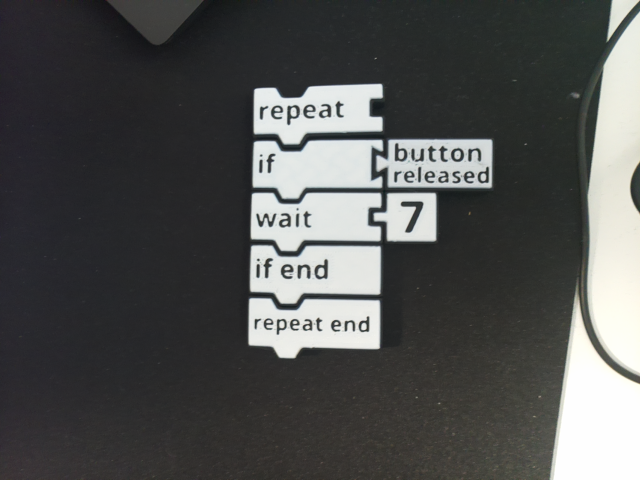 repeat
if button
released
wait 7
if end
repeat end